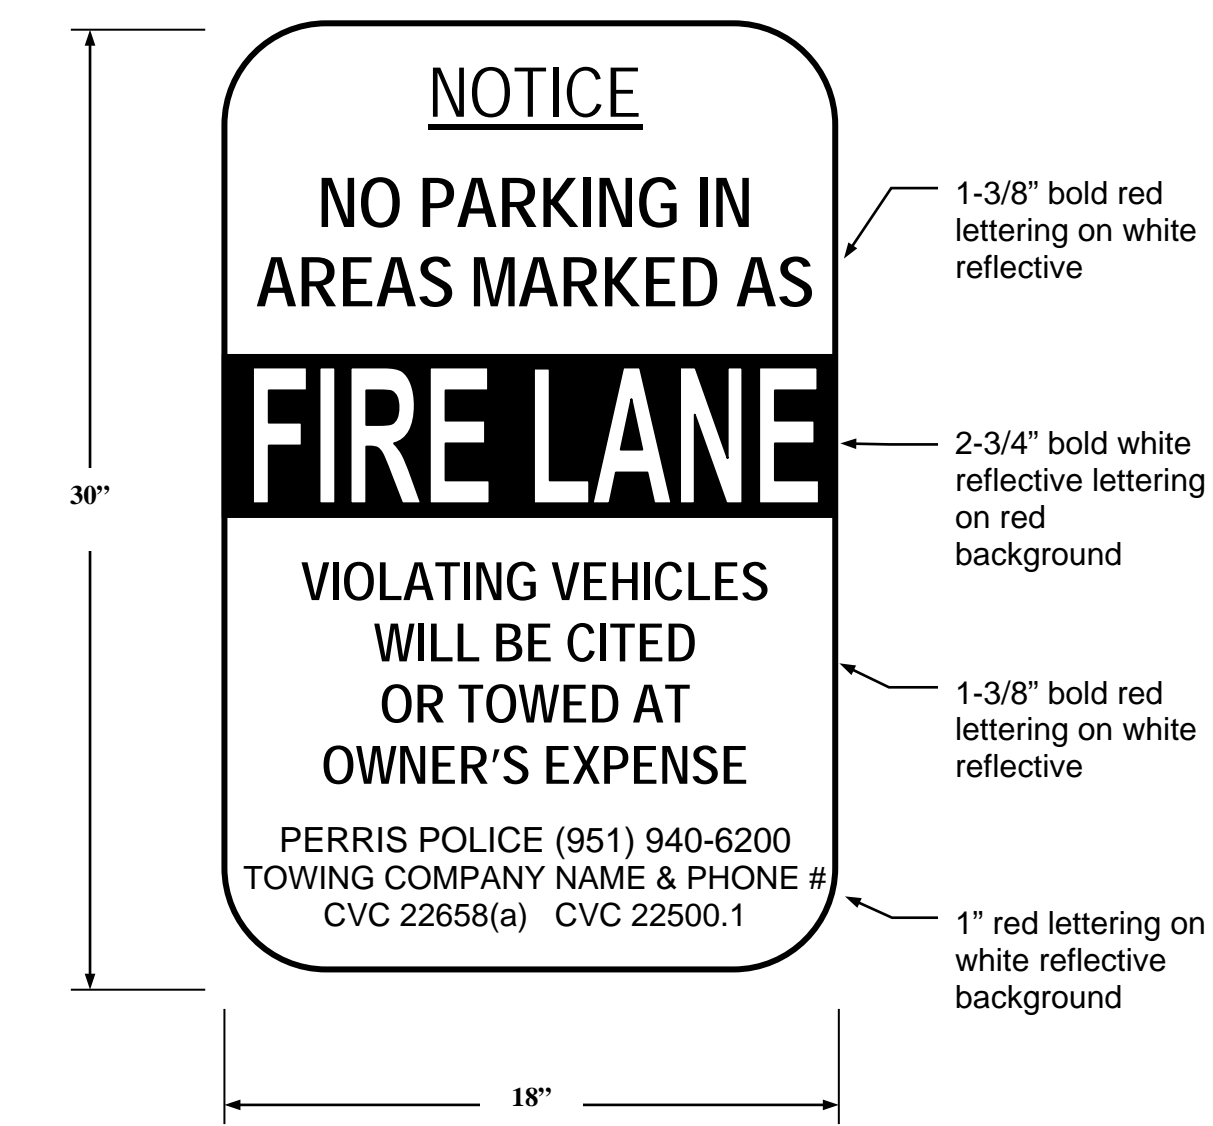 NOTICE
NO PARKING IN
AREAS MARKED AS
FIRE LANE
VIOLATING VEHICLES
WILL BE CITED
OR TOWED AT
OWNER'S EXPENSE
PERRIS POLICE (951) 940-6200
TOWING COMPANY NAME & PHONE #
CVC 22658(a) CVC 22500.1
30”
18”
1-3/8” bold red
lettering on white
reflective
2-3/4” bold white
reflective lettering
on red
background
1-3/8” bold red
lettering on white
reflective
1” red lettering on
white reflective
background